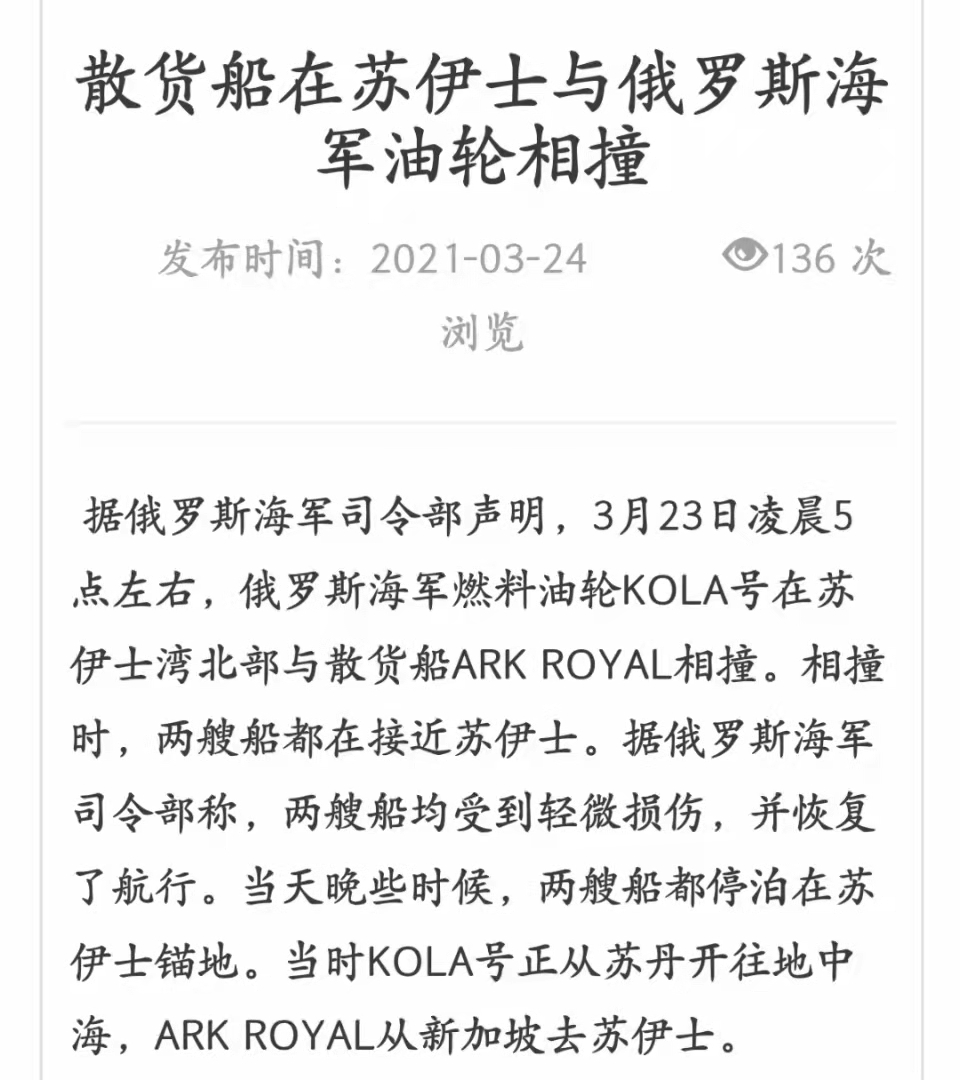 散货船在苏伊士与俄罗斯海
军油轮相撞
发布时间：2021-03-24 136 次
浏览
据俄罗斯海军司令部声明，3月23日凌晨5
点左右，俄罗斯海军燃料油轮KOLA号在苏
伊士湾北部与散货船ARK ROYAL相撞。相撞
时，两艘船都在接近苏伊士。据俄罗斯海军
司令部称，两艘船均受到轻微损伤，并恢复
了航行。当天晚些时候，两艘船都停泊在苏
伊士锚地。当时KOLA号正从苏丹开往地中
海，ARK ROYAL从新加坡去苏伊士。